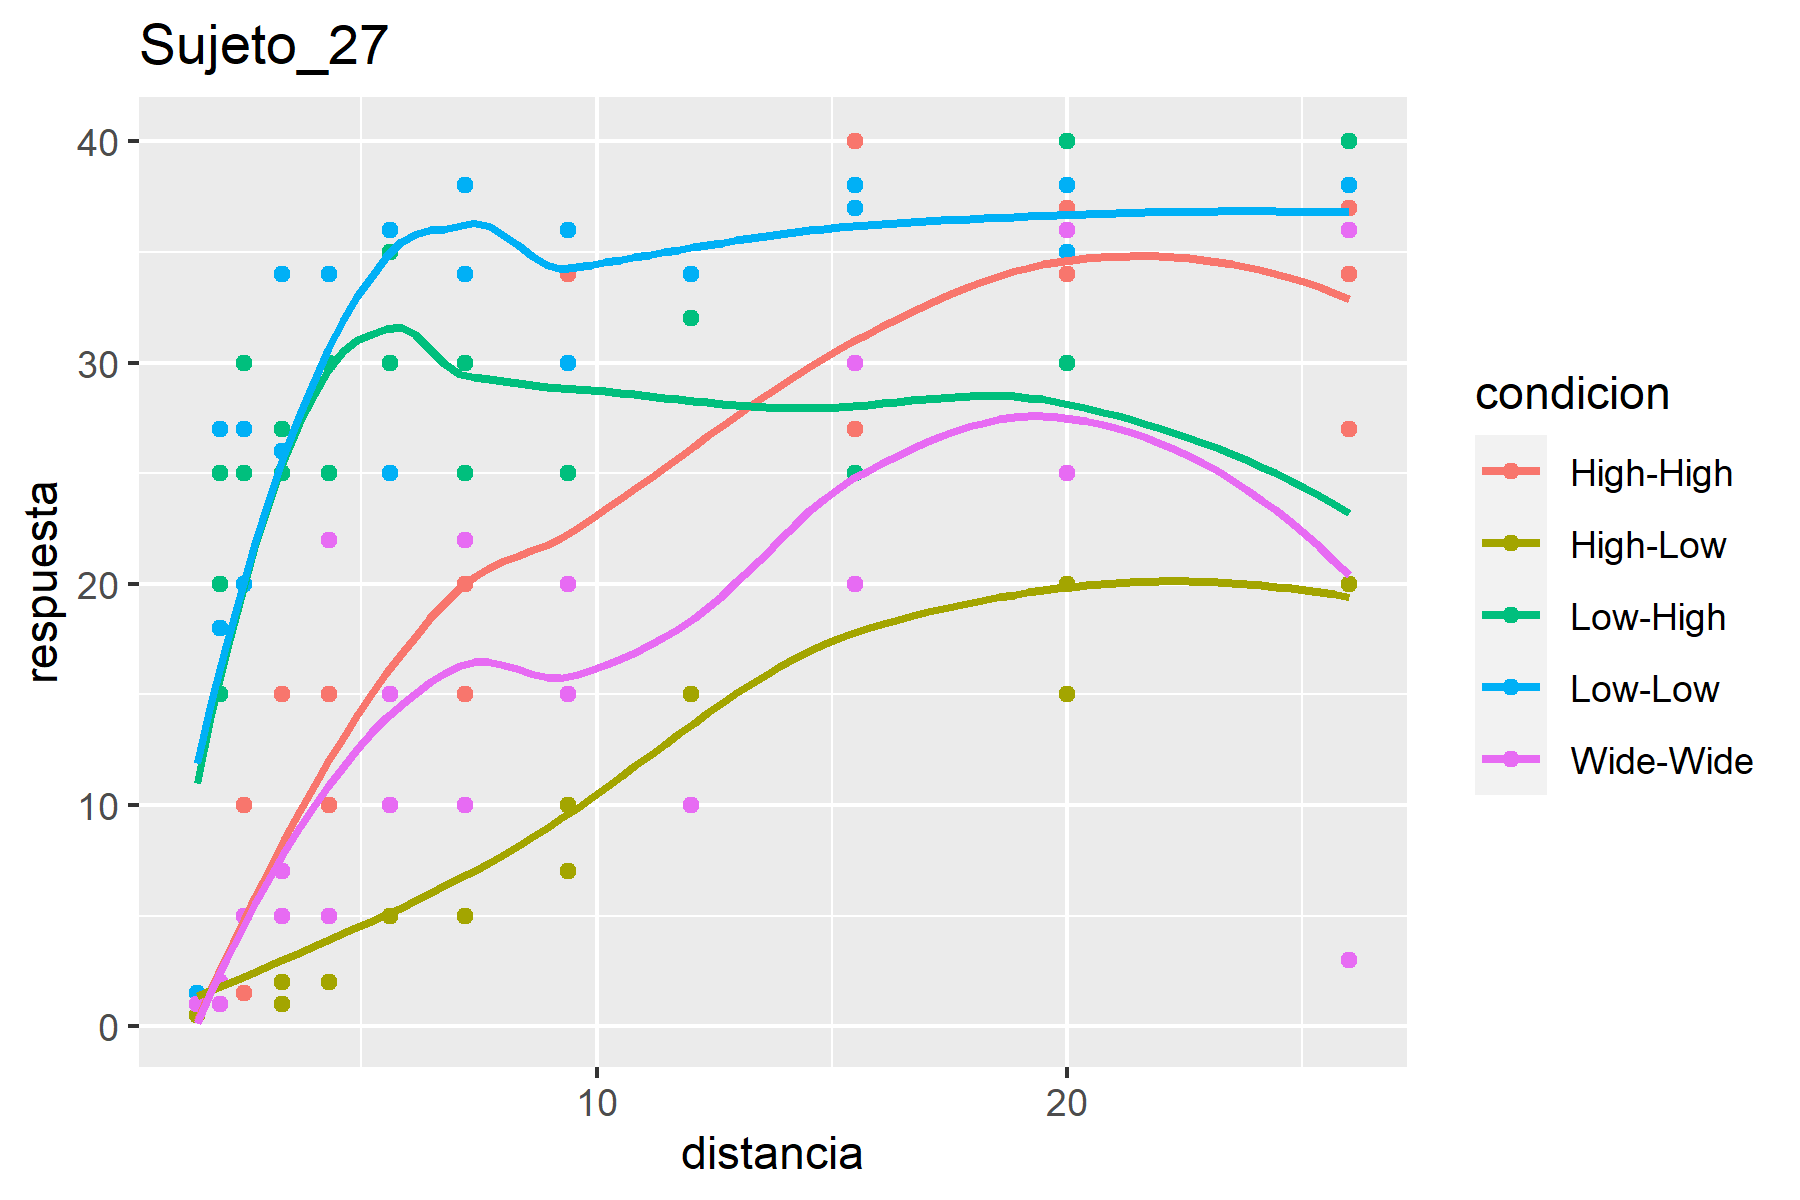 Sujeto_27
40
30
20
10
0
respuesta
10 20
distancia
condicion
High-High
High-Low
Low-High
Low-Low
Wide-Wide